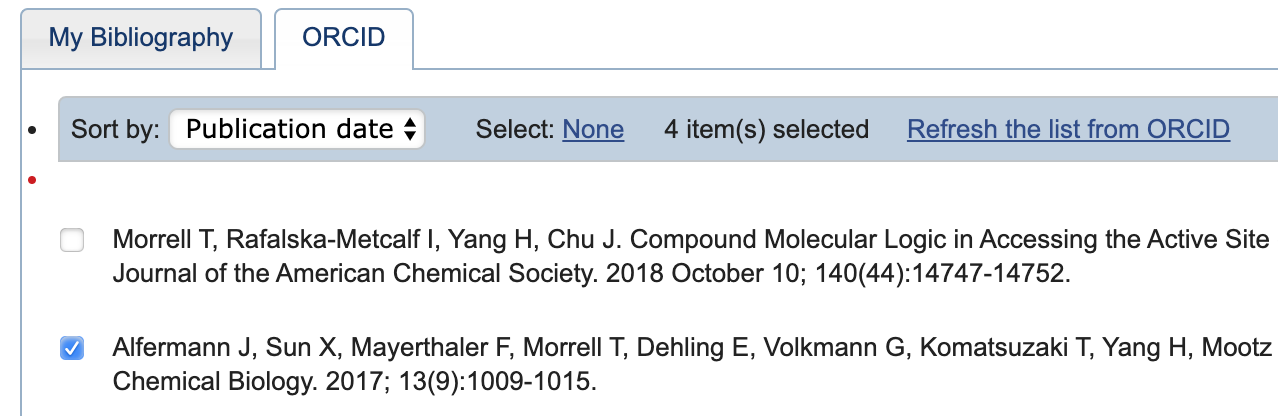 My Bibliography ORCID
Sort by: Publication date Select: None 4 item(s) selected Refresh the list from ORCID
Morrell T, Rafalska-Metcalf I, Yang H, Chu J. Compound Molecular Logic in Accessing the Active Site
Journal of the American Chemical Society. 2018 October 10; 140(44):14747-14752.
Alfermann J, Sun X, Mayerthaler F, Morrell T, Dehling E, Volkmann G, Komatsuzaki T, Yang H, Mootz
Chemical Biology. 2017; 13(9):1009-1015.